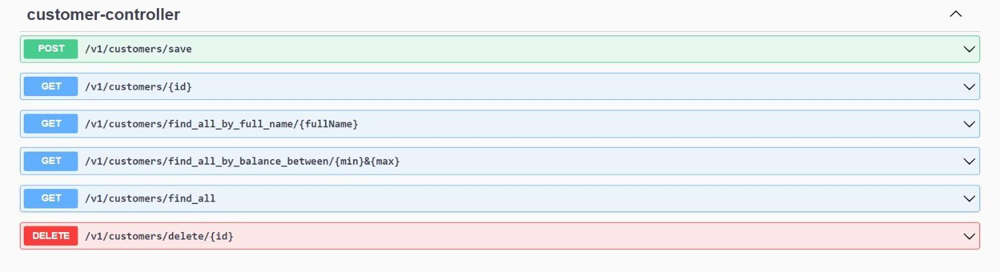 customer-controller
POST /v1/customers/save
GET /v1/customers/{id}
GET /v1/customers/find_all_by_full_name/{fullName}
GET /v1/customers/find_all_by_balance_between/{min}&{max}
GET /v1/customers/find_all
DELETE /v1/customers/delete/{id}